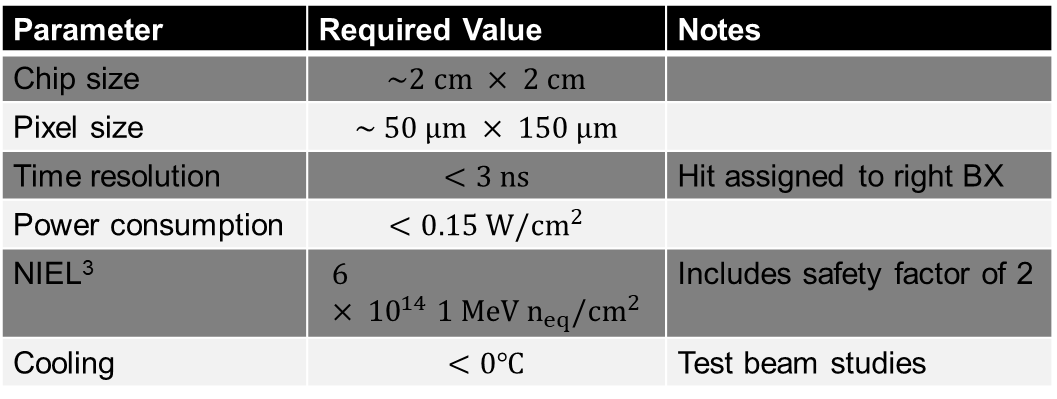 Parameter Required Value Notes
Chip size ~2 cm × 2 cm
Pixel size ~ 50 μm × 150 μm
Time resolution < 3 ns Hit assigned to right BX
Power consumption < 0.15 W/cm²
NIEL³ 6 Includes safety factor of 2
× 10¹⁴ 1 MeV n_eq/cm²
Cooling < 0°C Test beam studies